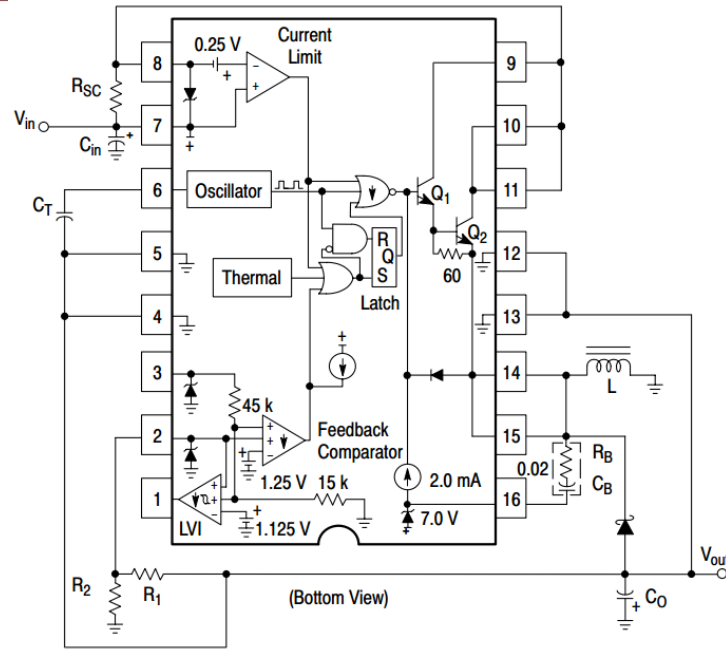 Current
Limit
0.25 V
8
9
RSC
Vin
7
10
Cin
6
Oscillator
11
CT
Q1
Q2
R
Q
S
5
12
60
Thermal
Latch
4
13
3
14
L
45 k
2
Feedback
Comparator
15
RB
0.02
CB
1.25 V
15 k
2.0 mA
1
16
LVI
1.125 V
7.0 V
Vout
R2
R1
(Bottom View)
CO